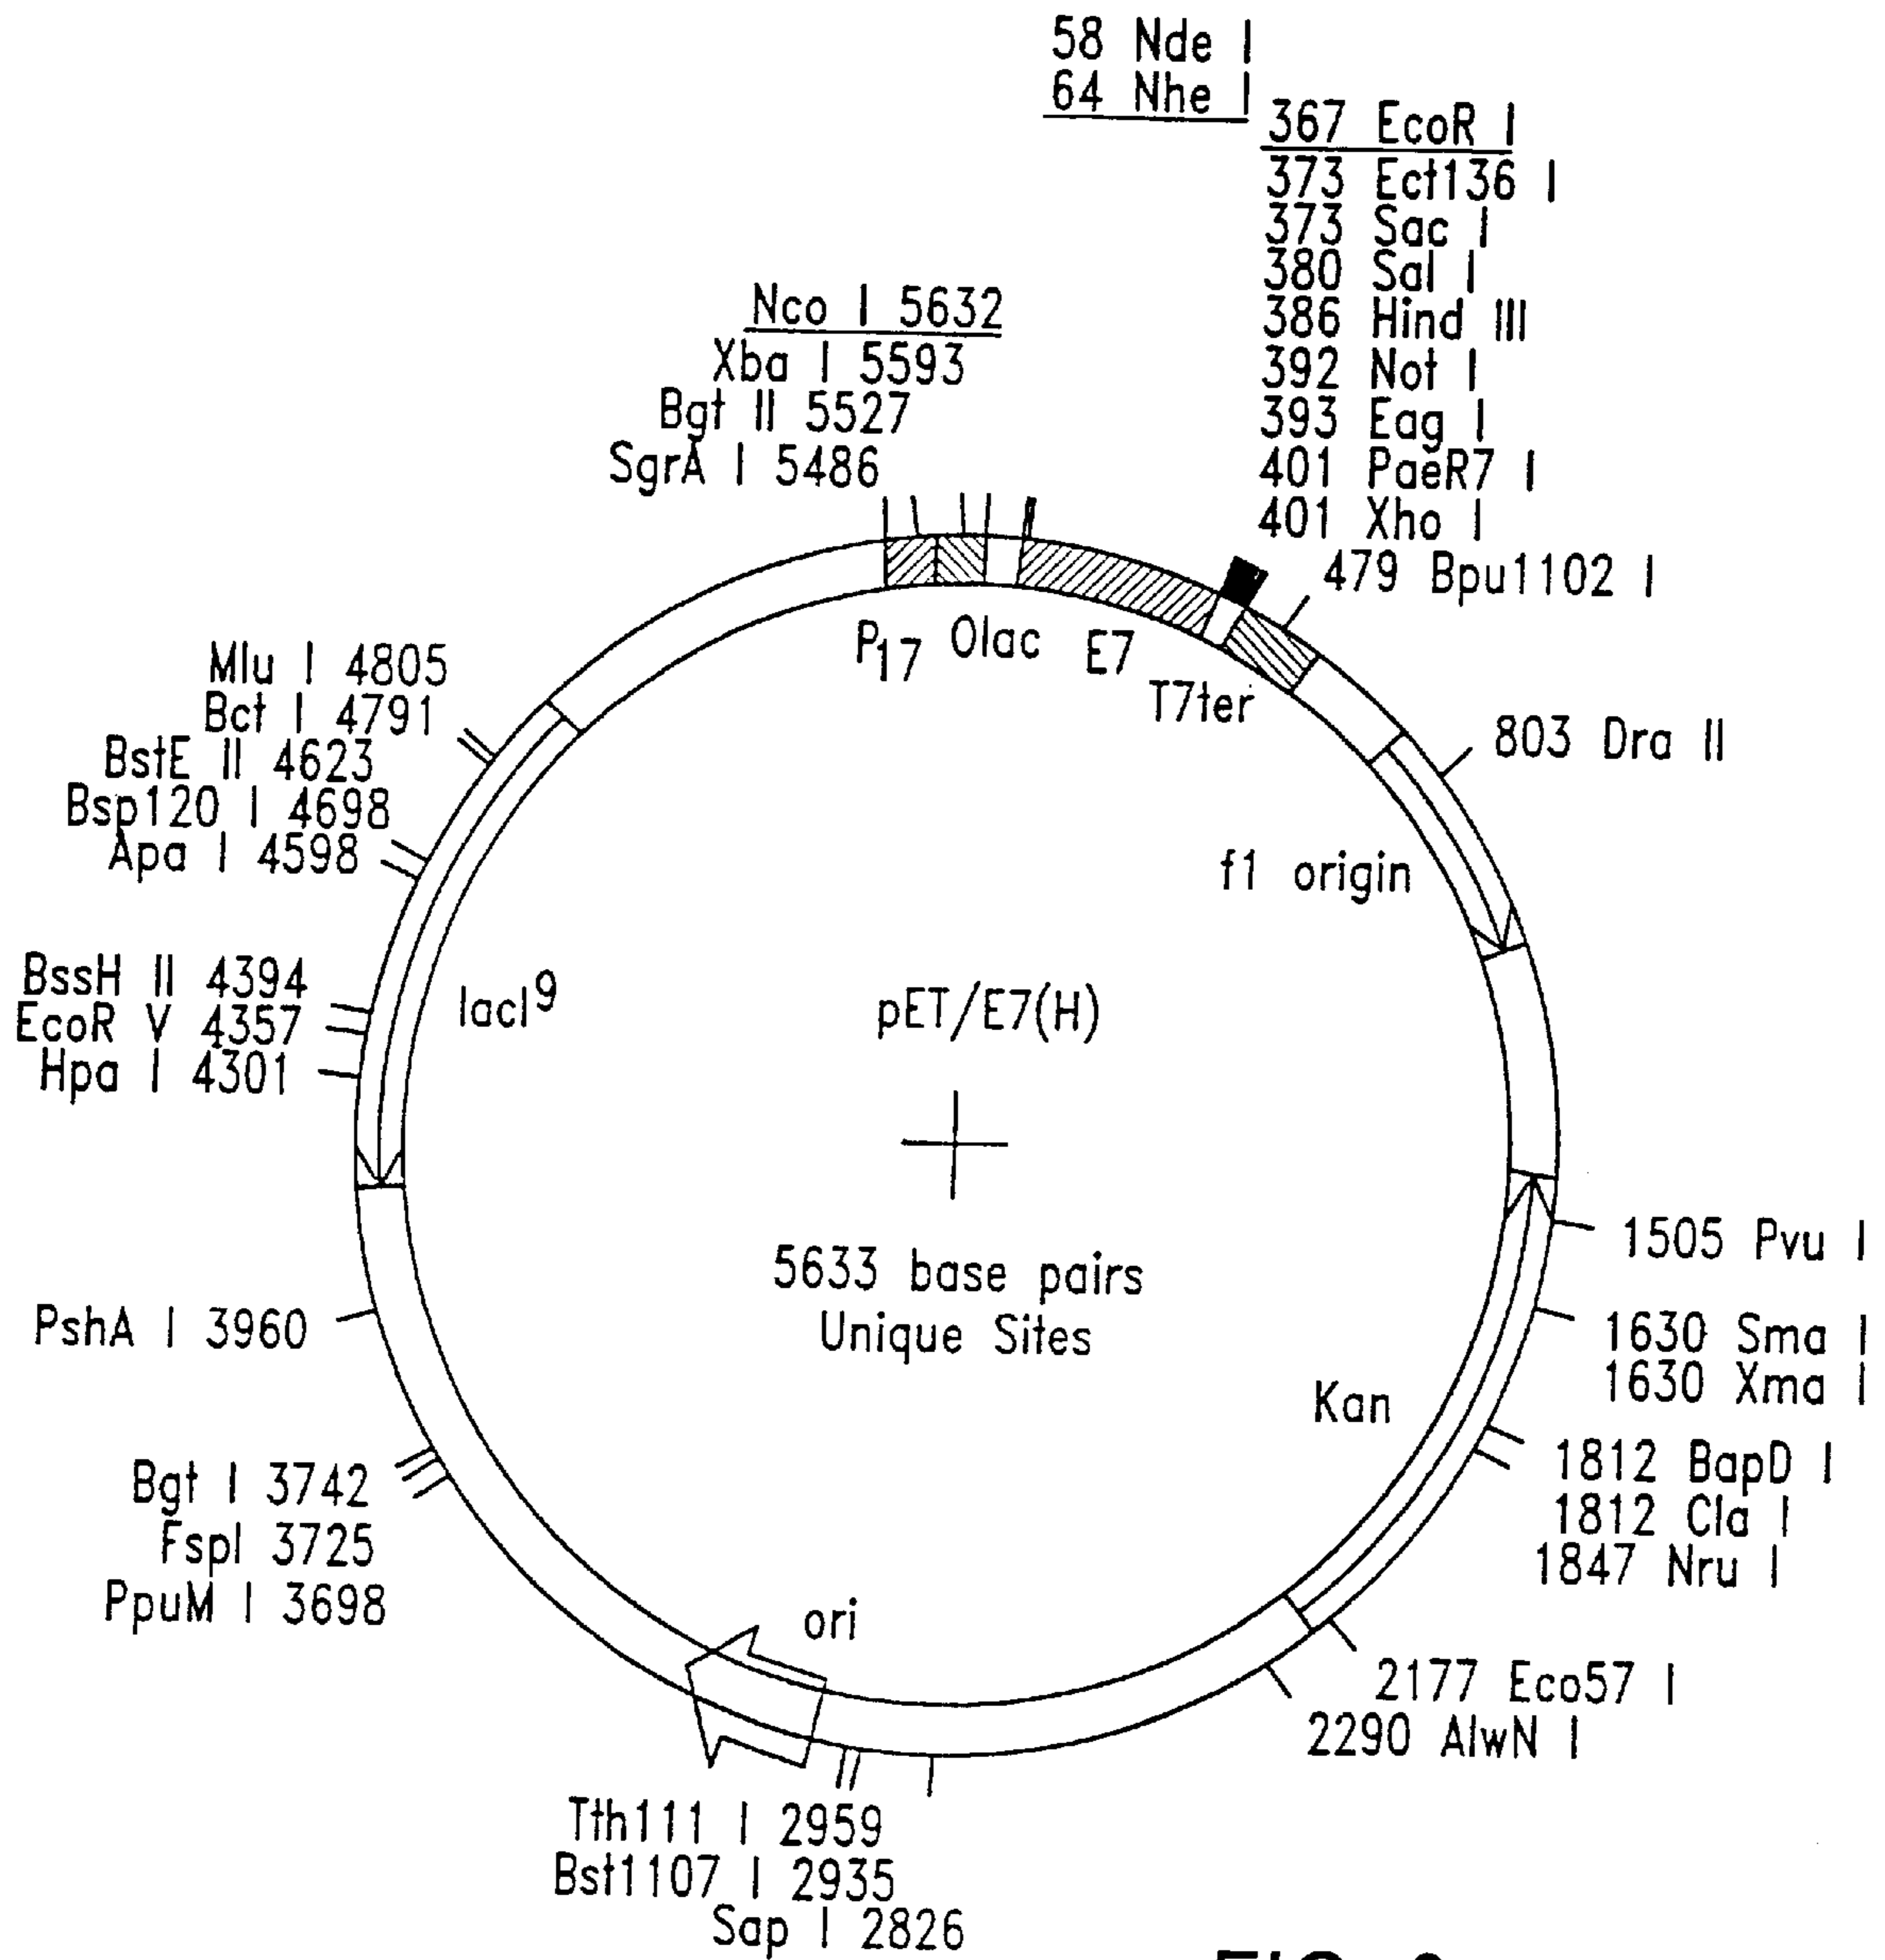 58 Nde I
64 Nhe I
367 EcoR I
373 Ect136 I
373 Sac I
380 Sal I
386 Hind III
392 Not I
393 Eag I
401 PaeR7 I
401 Xho I
479 Bpu1102 I
Nco I 5632
Xba I 5593
Bgt II 5527
SgrA I 5486
P17
Olac
E7
T7ter
803 Dra II
f1 origin
Mlu I 4805
Bct I 4791
BstE II 4623
Bsp120 I 4698
Apa I 4598
BssH II 4394
EcoR V 4357
Hpa I 4301
lacI9
pET/E7(H)
5633 base pairs
Unique Sites
1505 Pvu I
1630 Sma I
1630 Xma I
Kan
1812 BapD I
1812 Cla I
1847 Nru I
PshA I 3960
Bgt I 3742
FspI 3725
PpuM I 3698
ori
2177 Eco57 I
2290 AlwN I
Tth111 I 2959
Bst1107 I 2935
Sap I 2826